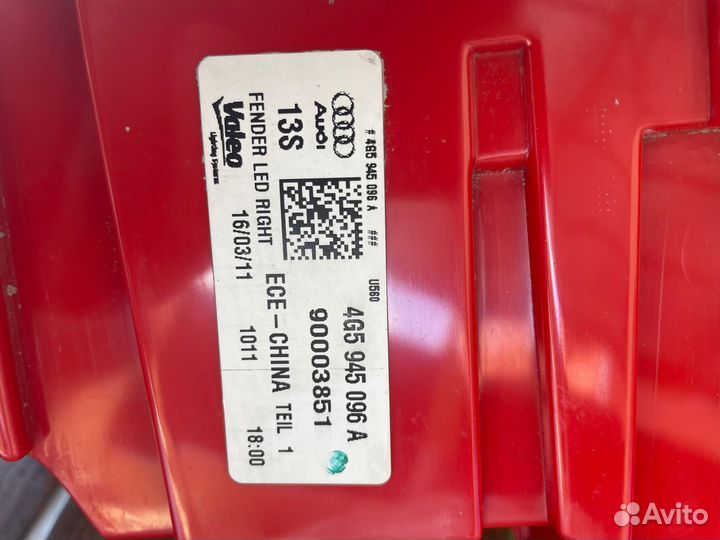 # 4G5 945 096 A ### U560
Audi
4G5 945 096 A
13S
90003851
ECE-CHINA TEIL 1
FENDER LED RIGHT
16/03/11 1011 18:00
Valeo
Lighting Systems
Avito